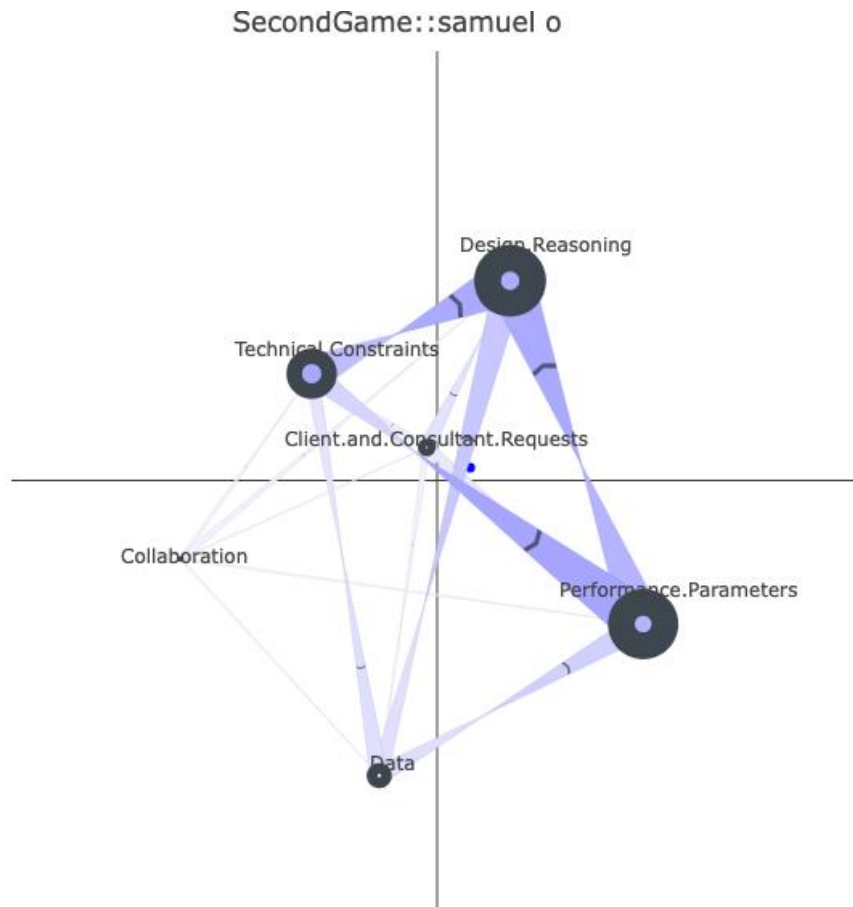 SecondGame::samuel o
Design.Reasoning
Technical.Constraints
Client.and.Consultant.Requests
Collaboration
Performance.Parameters
Data